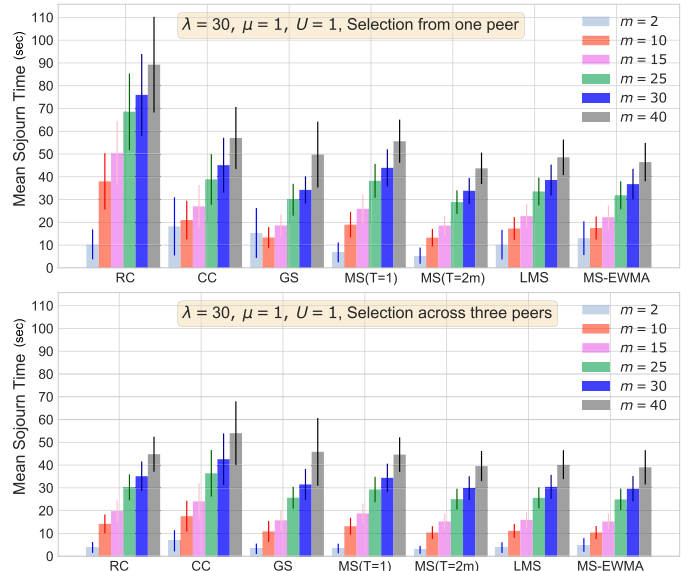 λ = 30, μ = 1, U = 1, Selection from one peer
Mean Sojourn Time (sec)
110
100
90
80
70
60
50
40
30
20
10
0
m = 2
m = 10
m = 15
m = 25
m = 30
m = 40
RC CC GS MS(T=1) MS(T=2m) LMS MS-EWMA
λ = 30, μ = 1, U = 1, Selection across three peers
Mean Sojourn Time (sec)
110
100
90
80
70
60
50
40
30
20
10
0
m = 2
m = 10
m = 15
m = 25
m = 30
m = 40
RC CC GS MS(T=1) MS(T=2m) LMS MS-EWMA